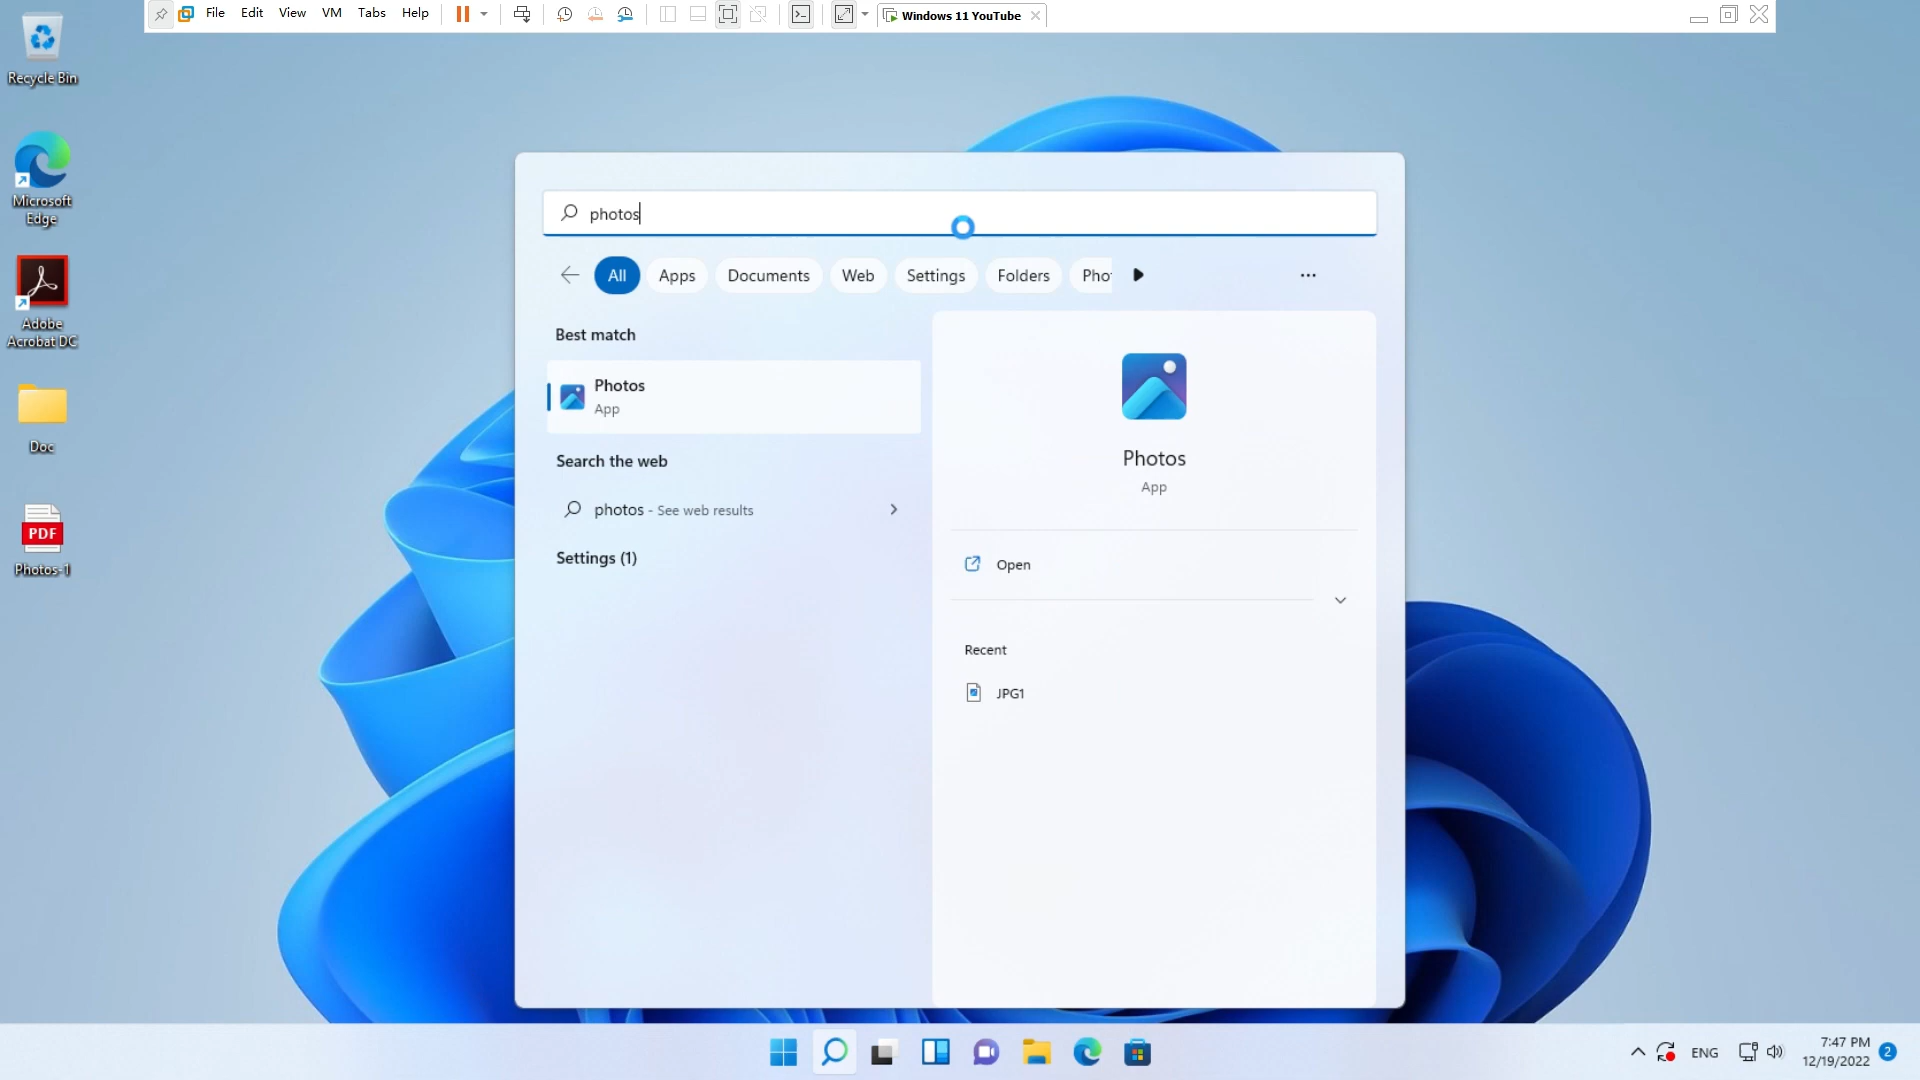 File Edit View VM Tabs Help
Windows 11 YouTube
Recycle Bin
Microsoft
Edge
Adobe
Acrobat DC
Doc
PDF
Photos-1
photos
All Apps Documents Web Settings Folders Pho
Best match
Photos
App
Search the web
photos - See web results
Settings (1)
Photos
App
Open
Recent
JPG1
ENG
7:47 PM
12/19/2022
2